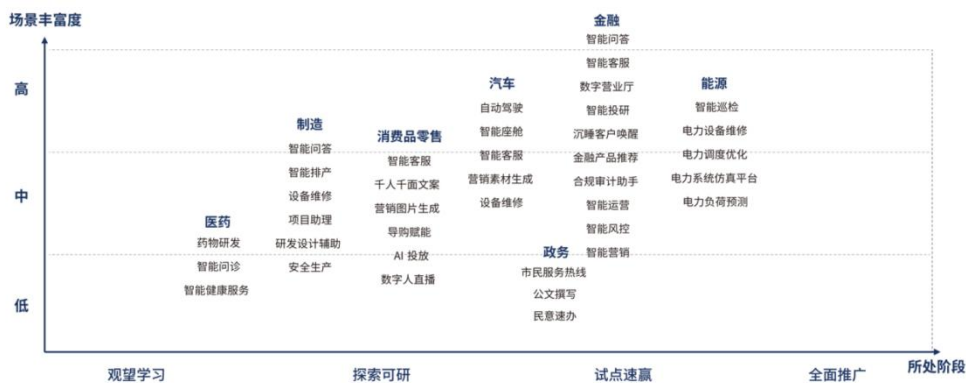 场景丰富度
高
中
低
医药
药物研发
智能问诊
智能健康服务
制造
智能问答
智能排产
设备维修
项目助理
研发设计辅助
安全生产
消费品零售
智能客服
千人千面文案
营销图片生成
导购赋能
AI 投放
数字人直播
汽车
自动驾驶
智能座舱
智能客服
营销素材生成
设备维修
政务
市民服务热线
公文撰写
民意速办
金融
智能问答
智能客服
数字营业厅
智能投研
沉睡客户唤醒
金融产品推荐
合规审计助手
智能运营
智能风控
智能营销
能源
智能巡检
电力设备维修
电力调度优化
电力系统仿真平台
电力负荷预测
观望学习
探索可研
试点速赢
全面推广
所处阶段